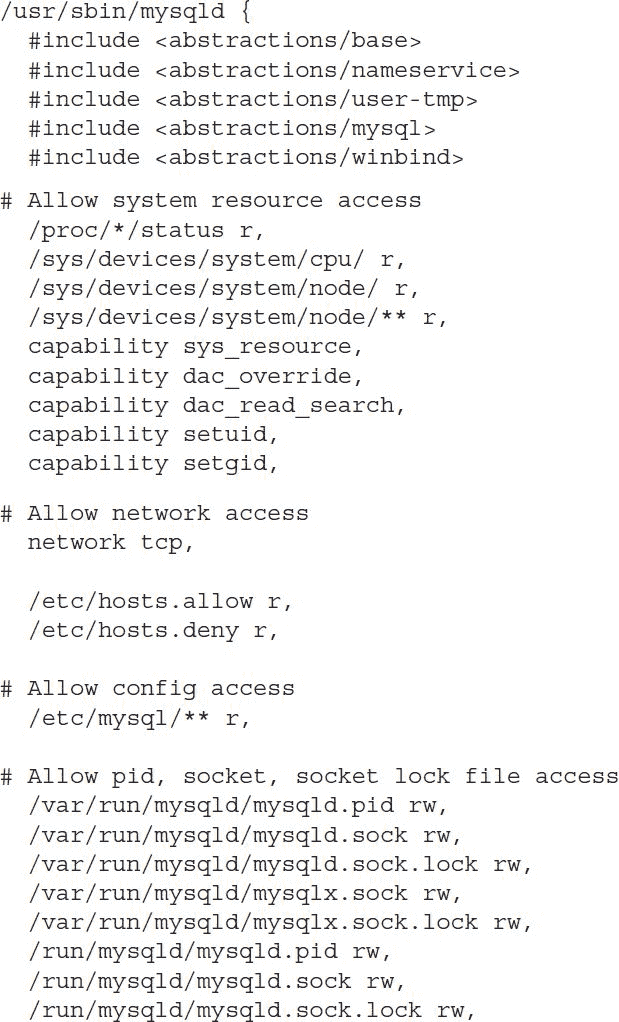 /usr/sbin/mysqld {
  #include <abstractions/base>
  #include <abstractions/nameservice>
  #include <abstractions/user-tmp>
  #include <abstractions/mysql>
  #include <abstractions/winbind>
# Allow system resource access
  /proc/*/status r,
  /sys/devices/system/cpu/ r,
  /sys/devices/system/node/ r,
  /sys/devices/system/node/** r,
  capability sys_resource,
  capability dac_override,
  capability dac_read_search,
  capability setuid,
  capability setgid,
# Allow network access
  network tcp,
  /etc/hosts.allow r,
  /etc/hosts.deny r,
# Allow config access
  /etc/mysql/** r,
# Allow pid, socket, socket lock file access
  /var/run/mysqld/mysqld.pid rw,
  /var/run/mysqld/mysqld.sock rw,
  /var/run/mysqld/mysqld.sock.lock rw,
  /var/run/mysqld/mysqlx.sock rw,
  /var/run/mysqld/mysqlx.sock.lock rw,
  /run/mysqld/mysqld.pid rw,
  /run/mysqld/mysqld.sock rw,
  /run/mysqld/mysqld.sock.lock rw,